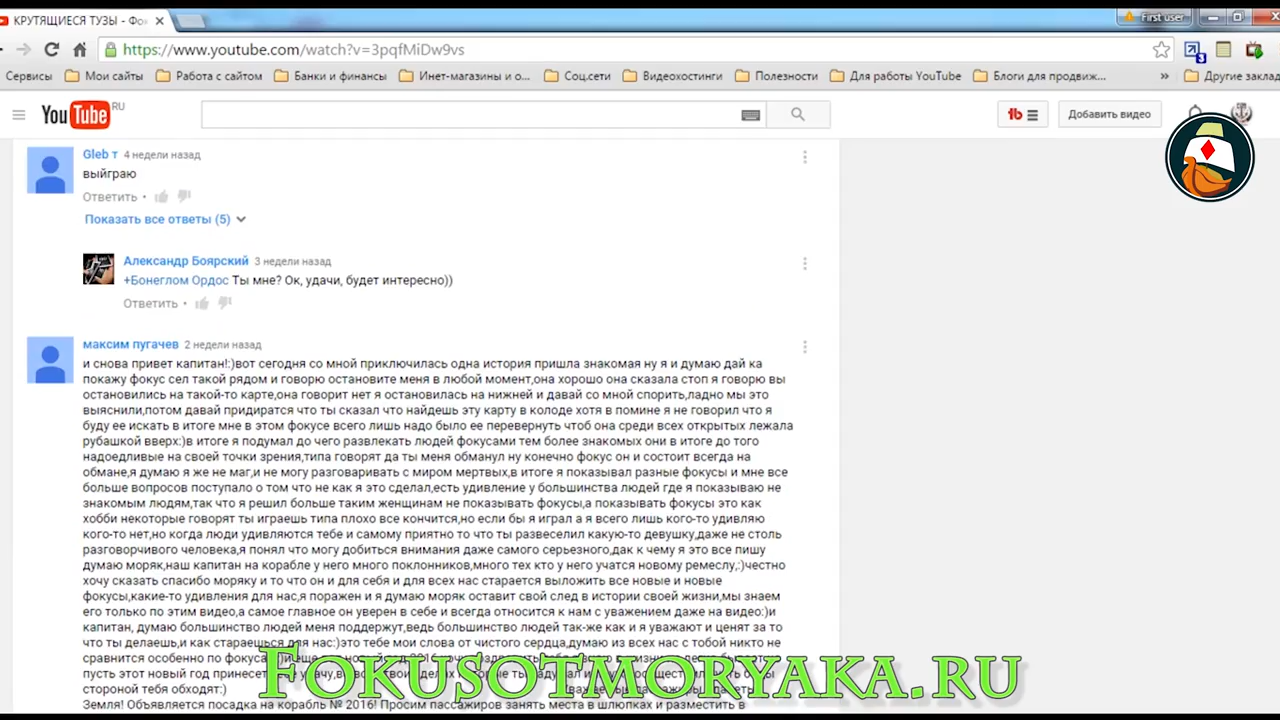 КРУТЯЩИЕСЯ ТУЗЫ - Фок
First user
https://www.youtube.com/watch?v=3pqfMiDw9vs
3
Сервисы Мои сайты Работа с сайтом Банки и финансы Инет-магазины и о... Соц.сети Видеохостинги Полезности Для работы YouTube Блоги для продвиж... » Другие заклад
YouTube RU
Добавить видео
Gleb т 4 недели назад
выйграю
Ответить •
Показать все ответы (5)
Александр Боярский 3 недели назад
+Бонеглом Ордос Ты мне? Ок, удачи, будет интересно))
Ответить •
максим пугачев 2 недели назад
и снова привет капитан!:)вот сегодня со мной приключилась одна история пришла знакомая ну я и думаю дай ка
покажу фокус сел такой рядом и говорю остановите меня в любой момент,она хорошо она сказала стоп я говорю вы
остановились на такой-то карте,она говорит нет я остановилась на нижней и давай со мной спорить,ладно мы это
выяснили,потом давай придиратся что ты сказал что найдешь эту карту в колоде хотя в помине я не говорил что я
буду ее искать в итоге мне в этом фокусе всего лишь надо было ее перевернуть чтоб она среди всех открытых лежала
рубашкой вверх:)в итоге я подумал до чего развлекать людей фокусами тем более знакомых они в итоге до того
надоедливые на своей точки зрения,типа говорят да ты меня обманул ну конечно фокус он и состоит всегда на
обмане,я думаю я же не маг,и не могу разговаривать с миром мертвых,в итоге я показывал разные фокусы и мне все
больше вопросов поступало о том что не как я это сделал,есть удивление у большинства людей где я показываю не
знакомым людям,так что я решил больше таким женщинам не показывать фокусы,а показывать фокусы это как
хобби некоторые говорят ты играешь типа плохо все кончится,но если бы я играл а я всего лишь кого-то удивляю
кого-то нет,но когда люди удивляются тебе и самому приятно то что ты развеселил какую-то девушку,даже не столь
разговорчивого человека,я понял что могу добиться внимания даже самого серьезного,дак к чему я это все пишу
думаю моряк,наш капитан на корабле у него много поклонников,много тех кто у него учатся новому ремеслу,:)честно
хочу сказать спасибо моряку и то что он и для себя и для всех нас старается выложить все новые и новые
фокусы,какие-то удивления для нас,я поражен и я думаю моряк оставит свой след в истории своей жизни,мы знаем
его только по этим видео,а самое главное он уверен в себе и всегда относится к нам с уважением даже на видео:)и
капитан, думаю большинство людей меня поддержут,ведь большинство людей так-же как и я уважают и ценят за то
что ты делаешь,и как стараешься для нас:)это тебе мои слова от чистого сердца,думаю из всех нас с тобой никто не
сравнится особенно по фокуса
пусть этот новый год принесет
стороной тебя обходят:)
Fokusotmoryaka.ru
Земля! Объявляется посадка на корабль № 2016! Просим пассажиров занять места в шлюпках и разместить в